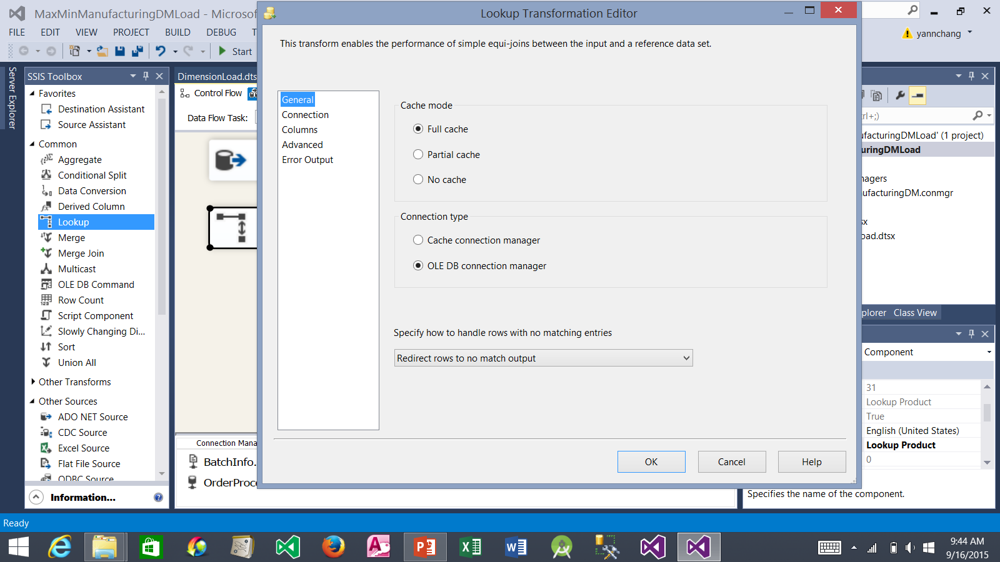 MaxMinManufacturingDMLoad - Microsoft
Lookup Transformation Editor
FILE EDIT VIEW PROJECT BUILD DEBUG T
yannchang
Start
This transform enables the performance of simple equi-joins between the input and a reference data set.
Server Explorer
SSIS Toolbox
Favorites
Destination Assistant
Source Assistant
Common
Aggregate
Conditional Split
Data Conversion
Derived Column
Lookup
Merge
Merge Join
Multicast
OLE DB Command
Row Count
Script Component
Slowly Changing Di...
Sort
Union All
Other Transforms
Other Sources
ADO NET Source
CDC Source
Excel Source
Flat File Source
ODBC Source
Information...
DimensionLoad.dts
Control Flow
Data Flow Task:
Connection Mana
BatchInfo.
OrderProce
General
Connection
Columns
Advanced
Error Output
Cache mode
Full cache
Partial cache
No cache
Connection type
Cache connection manager
OLE DB connection manager
Specify how to handle rows with no matching entries
Redirect rows to no match output
OK Cancel Help
trl+;)
ufacturingDMLoad' (1 project)
uringDMLoad
nagers
ufacturingDM.conmgr
sx
oad.dtsx
plorer Class View
Component
31
Lookup Product
True
English (United States)
Lookup Product
0
Specifies the name of the component.
Ready
9:44 AM
9/16/2015